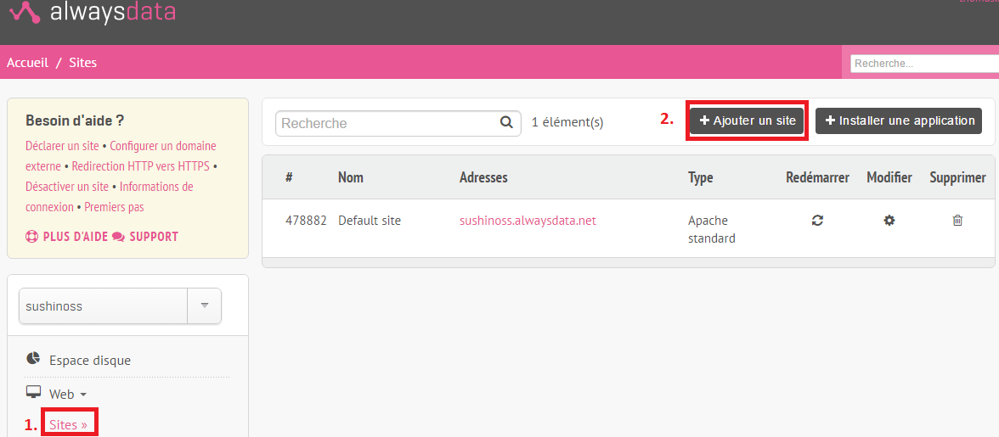 alwaysdata
Accueil / Sites
Recherche...
Besoin d'aide ?
Déclarer un site • Configurer un domaine
externe • Redirection HTTP vers HTTPS •
Désactiver un site • Informations de
connexion • Premiers pas
PLUS D'AIDE SUPPORT
sushinoss
Espace disque
Web
1. Sites »
Recherche
1 élément(s)
2. + Ajouter un site
+ Installer une application
# Nom Adresses Type Redémarrer Modifier Supprimer
478882 Default site sushinoss.alwaysdata.net Apache
standard